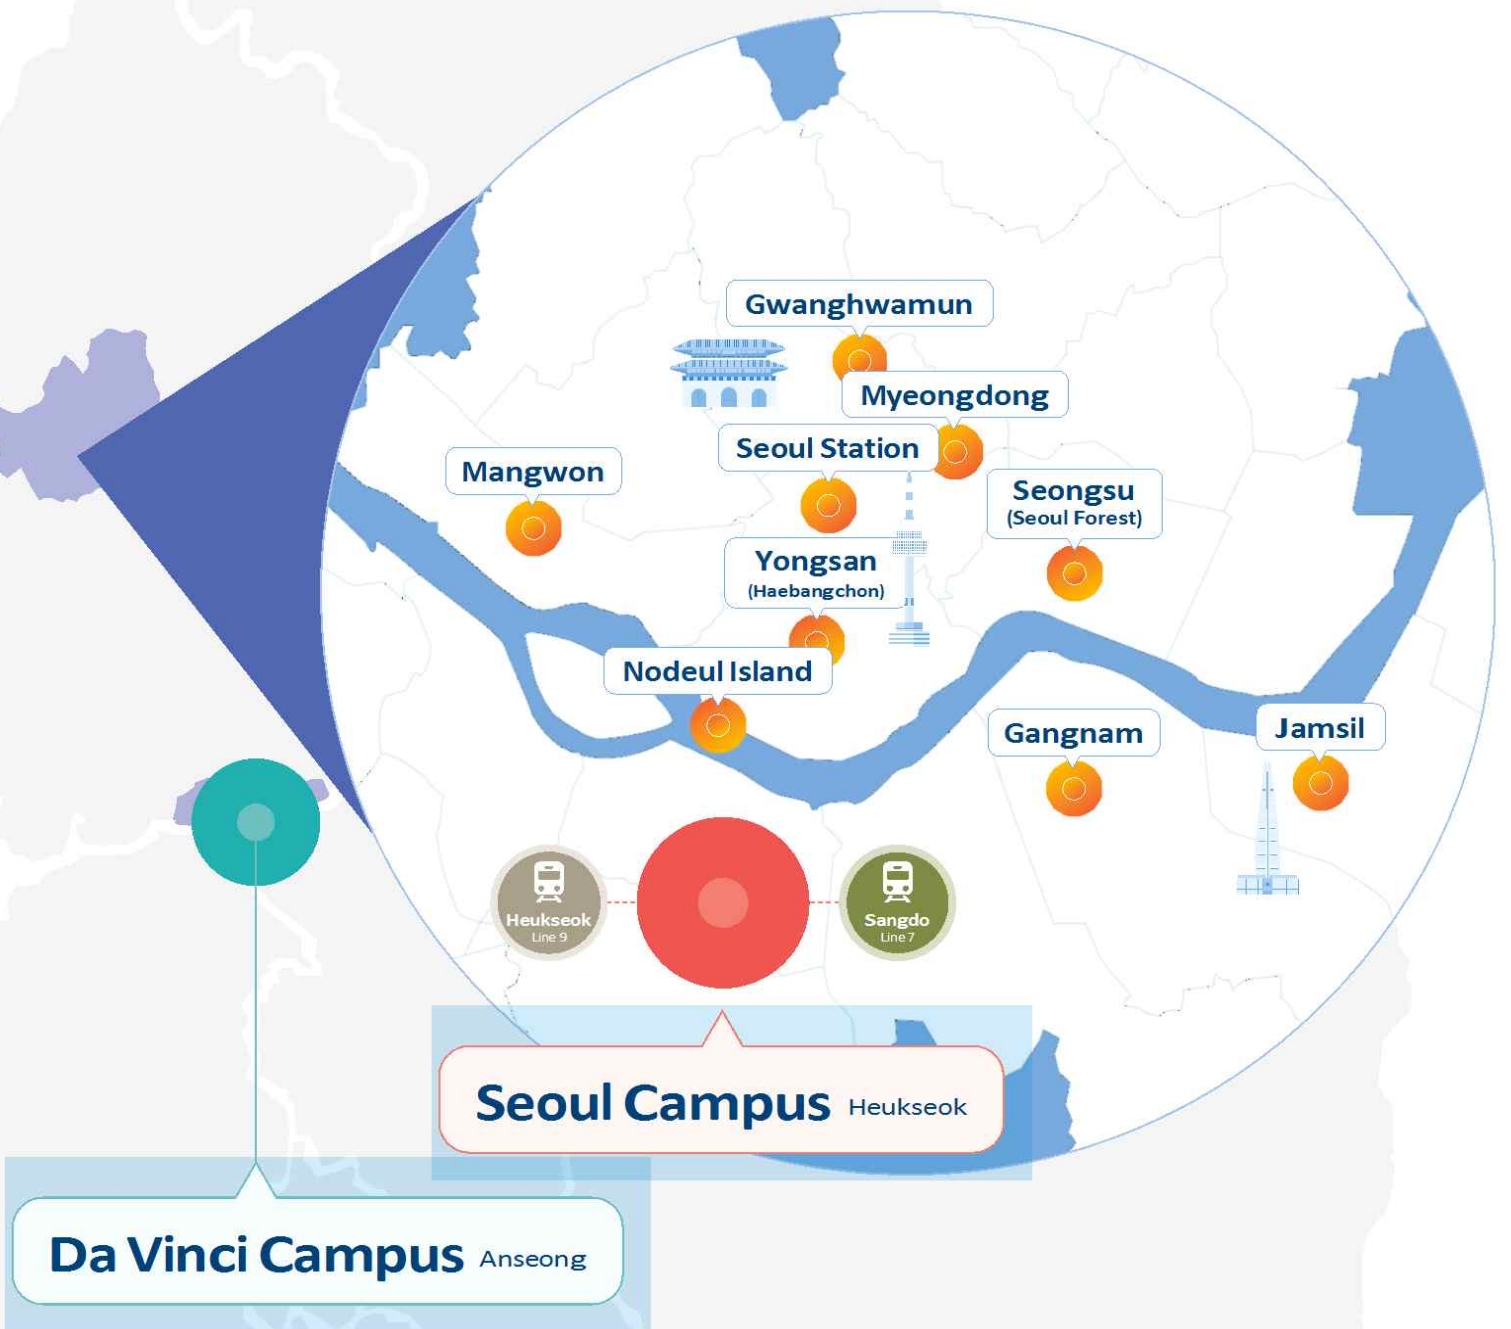 Gwanghwamun
Myeongdong
Seoul Station
Mangwon
Seongsu
(Seoul Forest)
Yongsan
(Haebangchon)
Nodeul Island
Gangnam
Jamsil
Heukseok
Line 9
Sangdo
Line 7
Seoul Campus Heukseok
Da Vinci Campus Anseong